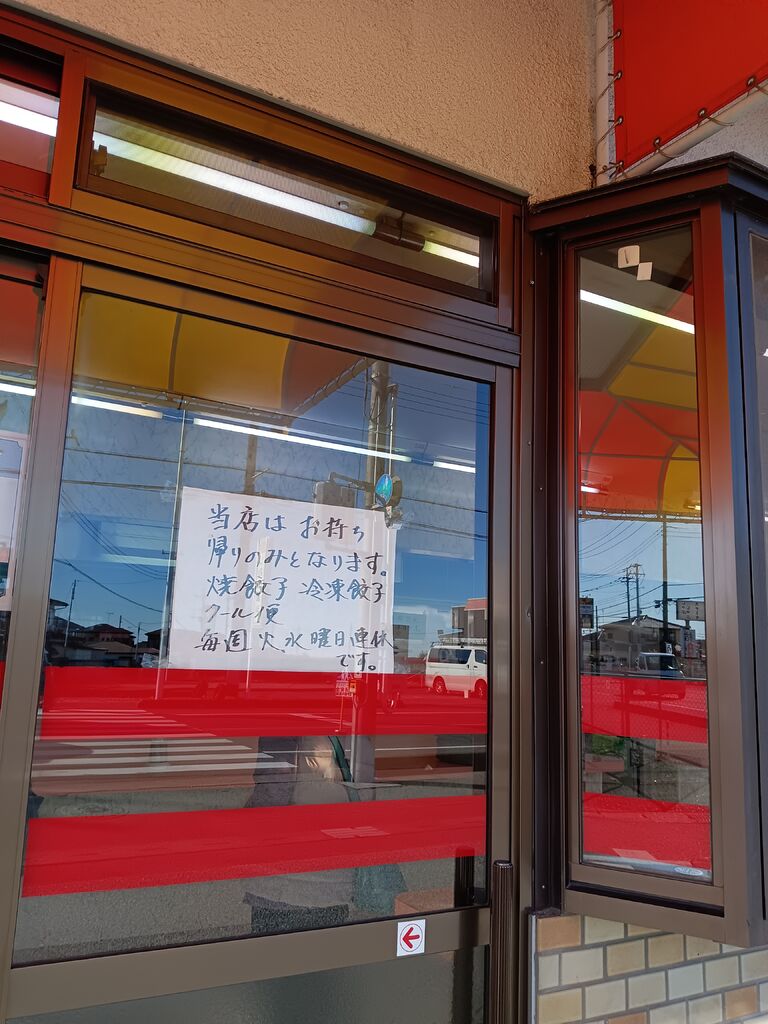 当店は お持ち
帰りのみとなります。
焼餃子 冷凍餃子
クール便
毎週 火、水 曜日連休
です。